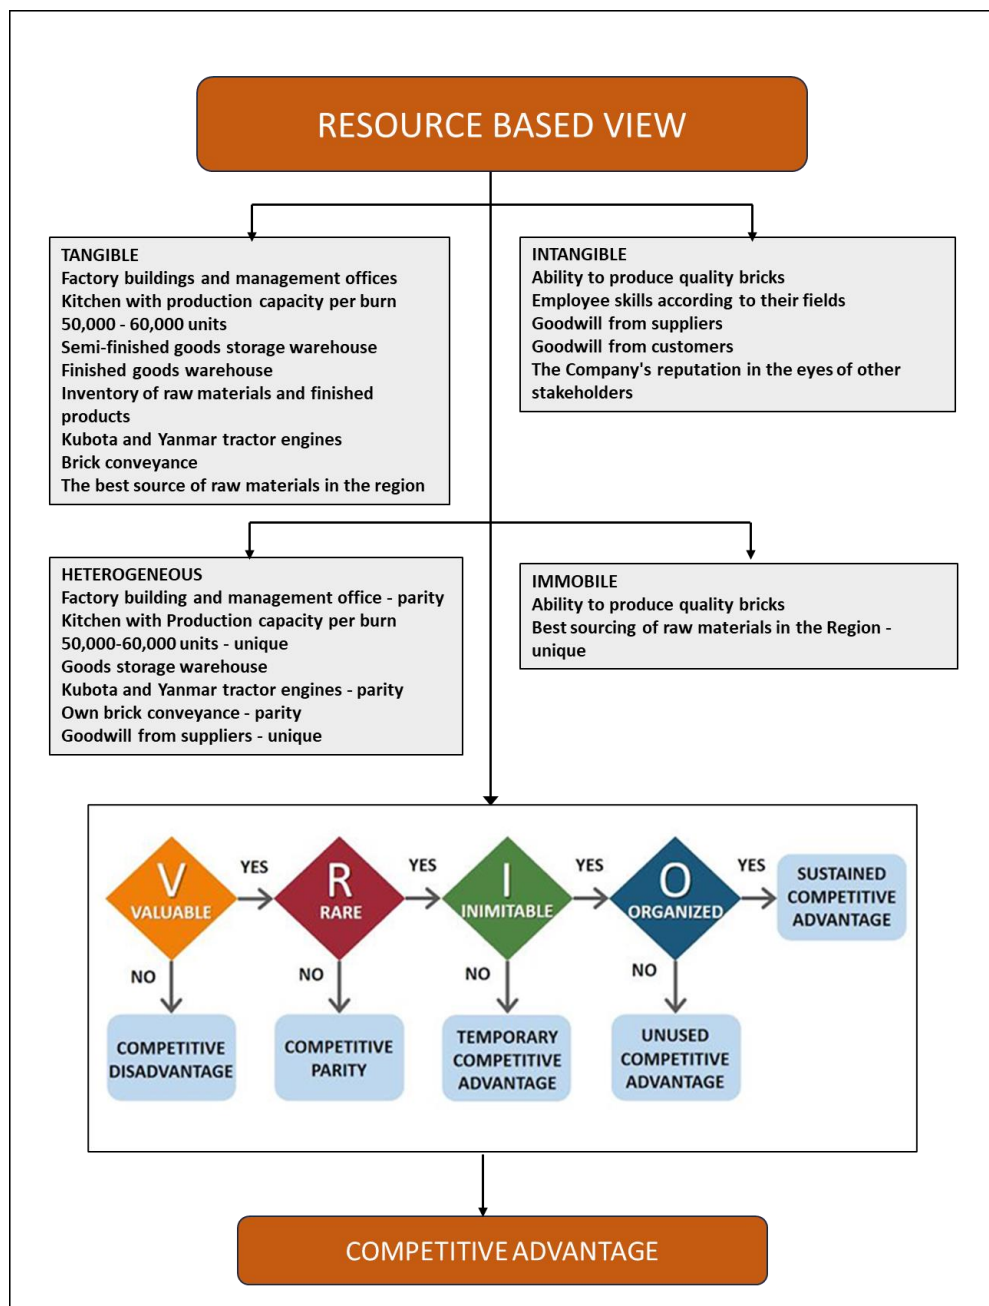 RESOURCE BASED VIEW
TANGIBLE
Factory buildings and management offices
Kitchen with production capacity per burn
50,000 - 60,000 units
Semi-finished goods storage warehouse
Finished goods warehouse
Inventory of raw materials and finished
products
Kubota and Yanmar tractor engines
Brick conveyance
The best source of raw materials in the region
INTANGIBLE
Ability to produce quality bricks
Employee skills according to their fields
Goodwill from suppliers
Goodwill from customers
The Company's reputation in the eyes of other
stakeholders
HETEROGENEOUS
Factory building and management office - parity
Kitchen with Production capacity per burn
50,000-60,000 units - unique
Goods storage warehouse
Kubota and Yanmar tractor engines - parity
Own brick conveyance - parity
Goodwill from suppliers - unique
IMMOBILE
Ability to produce quality bricks
Best sourcing of raw materials in the Region -
unique
V
VALUABLE
YES
R
RARE
YES
I
INIMITABLE
YES
O
ORGANIZED
YES
SUSTAINED
COMPETITIVE
ADVANTAGE
NO
NO
NO
NO
COMPETITIVE
DISADVANTAGE
COMPETITIVE
PARITY
TEMPORARY
COMPETITIVE
ADVANTAGE
UNUSED
COMPETITIVE
ADVANTAGE
COMPETITIVE ADVANTAGE